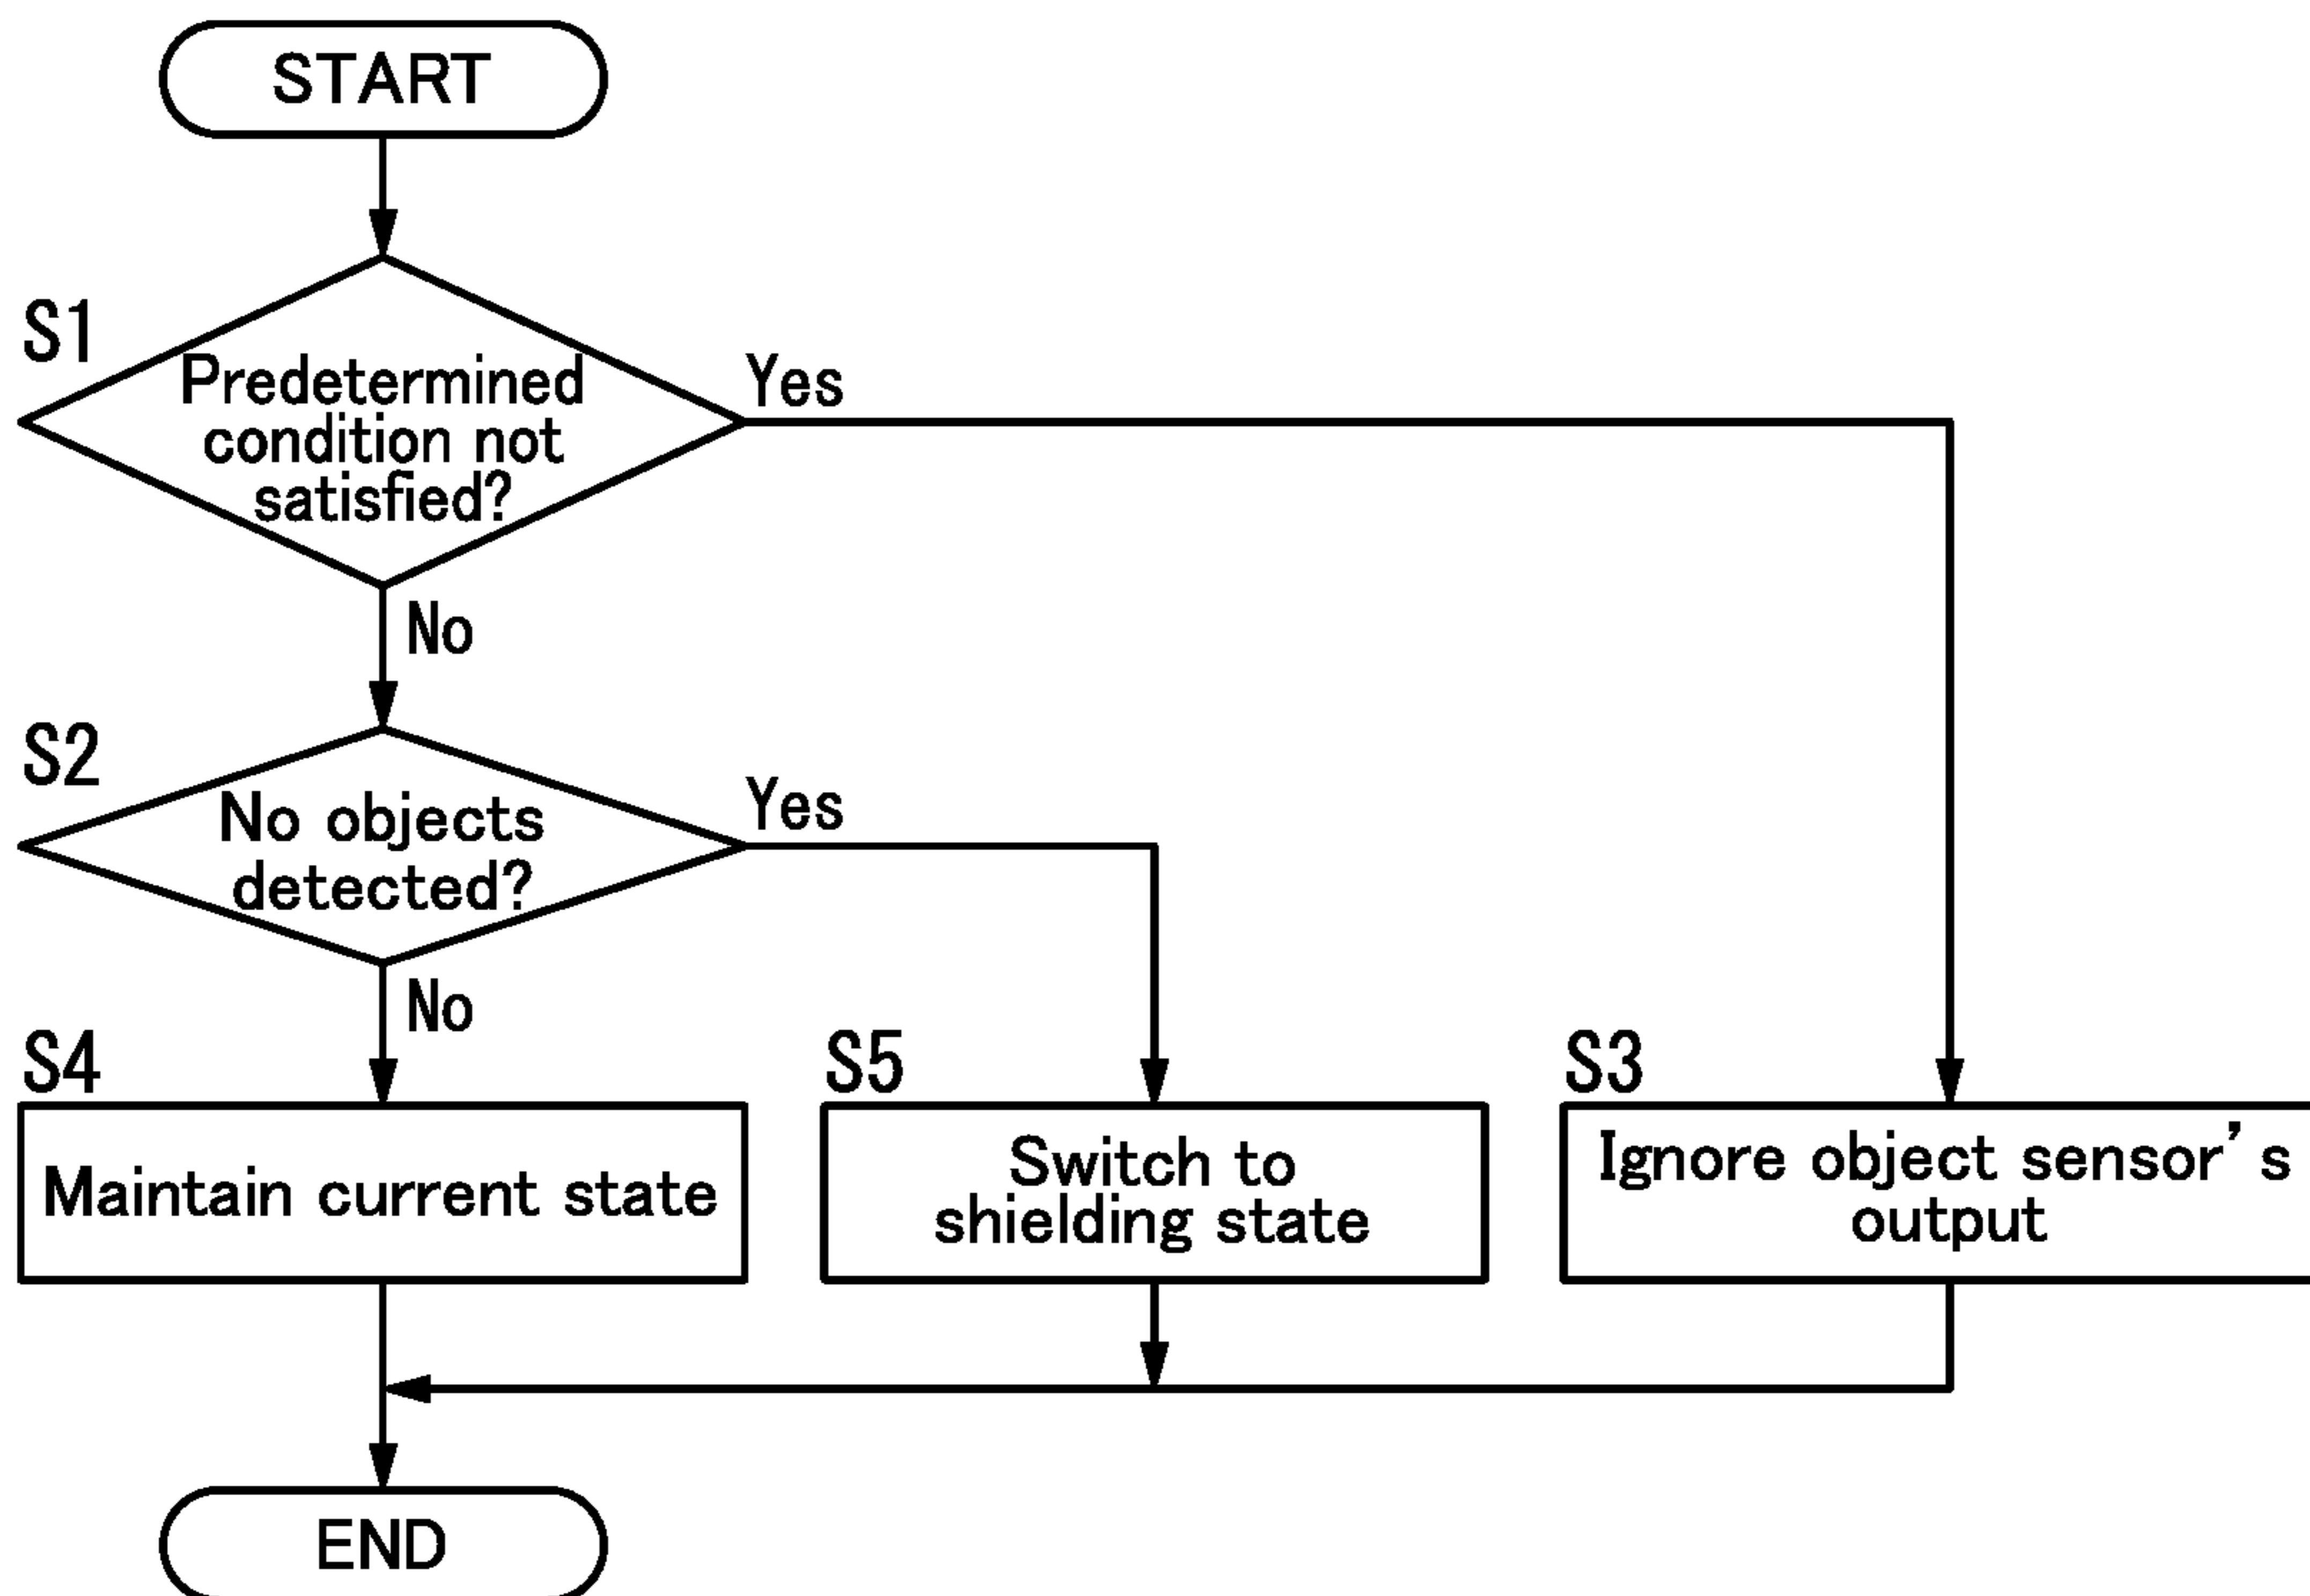 START
S1
Predetermined
condition not
satisfied?
Yes
No
S2
No objects
detected?
Yes
No
S4
Maintain current state
S5
Switch to
shielding state
S3
Ignore object sensor's
output
END